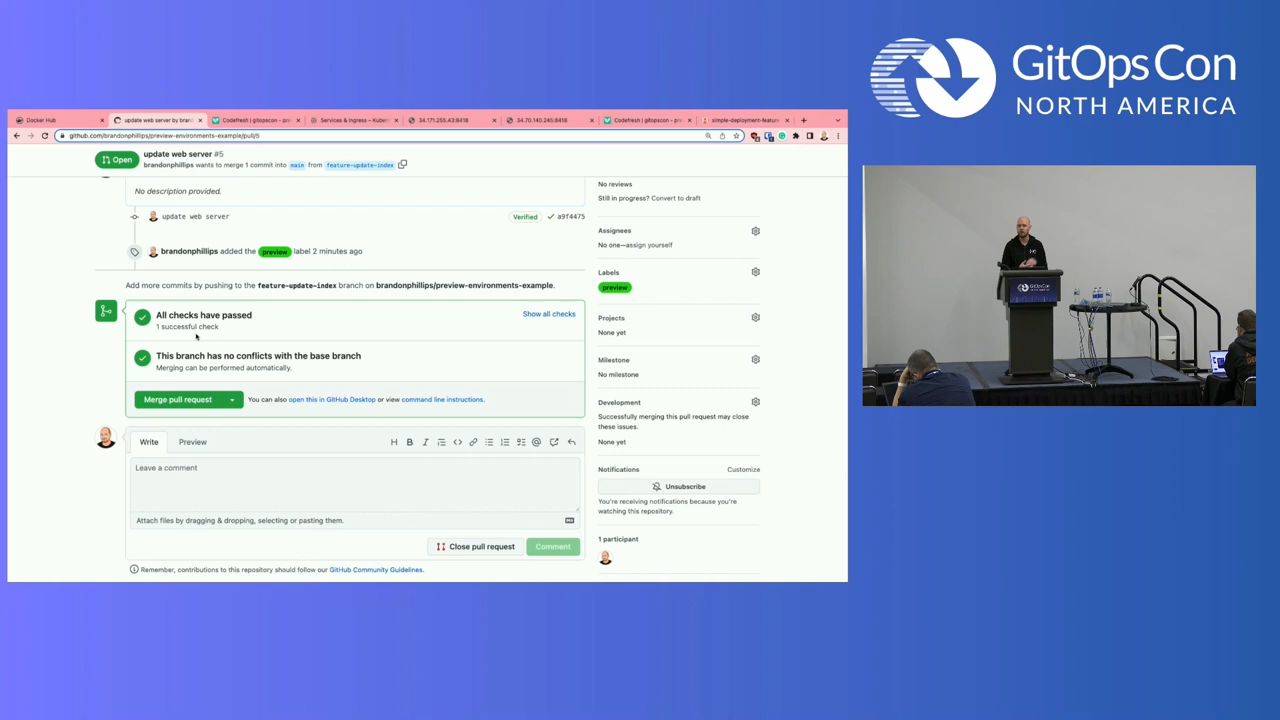 GitOpsCon
NORTH AMERICA
Docker Hub
update web server by brand
Codefresh | gitopscon - pre
Services & Ingress – Kubern
34.171.255.43:8418
34.70.140.245:8418
Codefresh | gitopscon - pre
simple-deployment-feature
github.com/brandonphillips/preview-environments-example/pull/5
Open
update web server #5
brandonphillips wants to merge 1 commit into main from feature-update-index
No description provided.
update web server
Verified
a9f4475
brandonphillips added the preview label 2 minutes ago
Add more commits by pushing to the feature-update-index branch on brandonphillips/preview-environments-example.
All checks have passed
1 successful check
Show all checks
This branch has no conflicts with the base branch
Merging can be performed automatically.
Merge pull request
You can also open this in GitHub Desktop or view command line instructions.
Write
Preview
H B I
Leave a comment
Attach files by dragging & dropping, selecting or pasting them.
Close pull request
Comment
Remember, contributions to this repository should follow our GitHub Community Guidelines.
No reviews
Still in progress? Convert to draft
Assignees
No one—assign yourself
Labels
preview
Projects
None yet
Milestone
No milestone
Development
Successfully merging this pull request may close
these issues.
None yet
Notifications
Customize
Unsubscribe
You're receiving notifications because you're
watching this repository.
1 participant
GitOpsCon